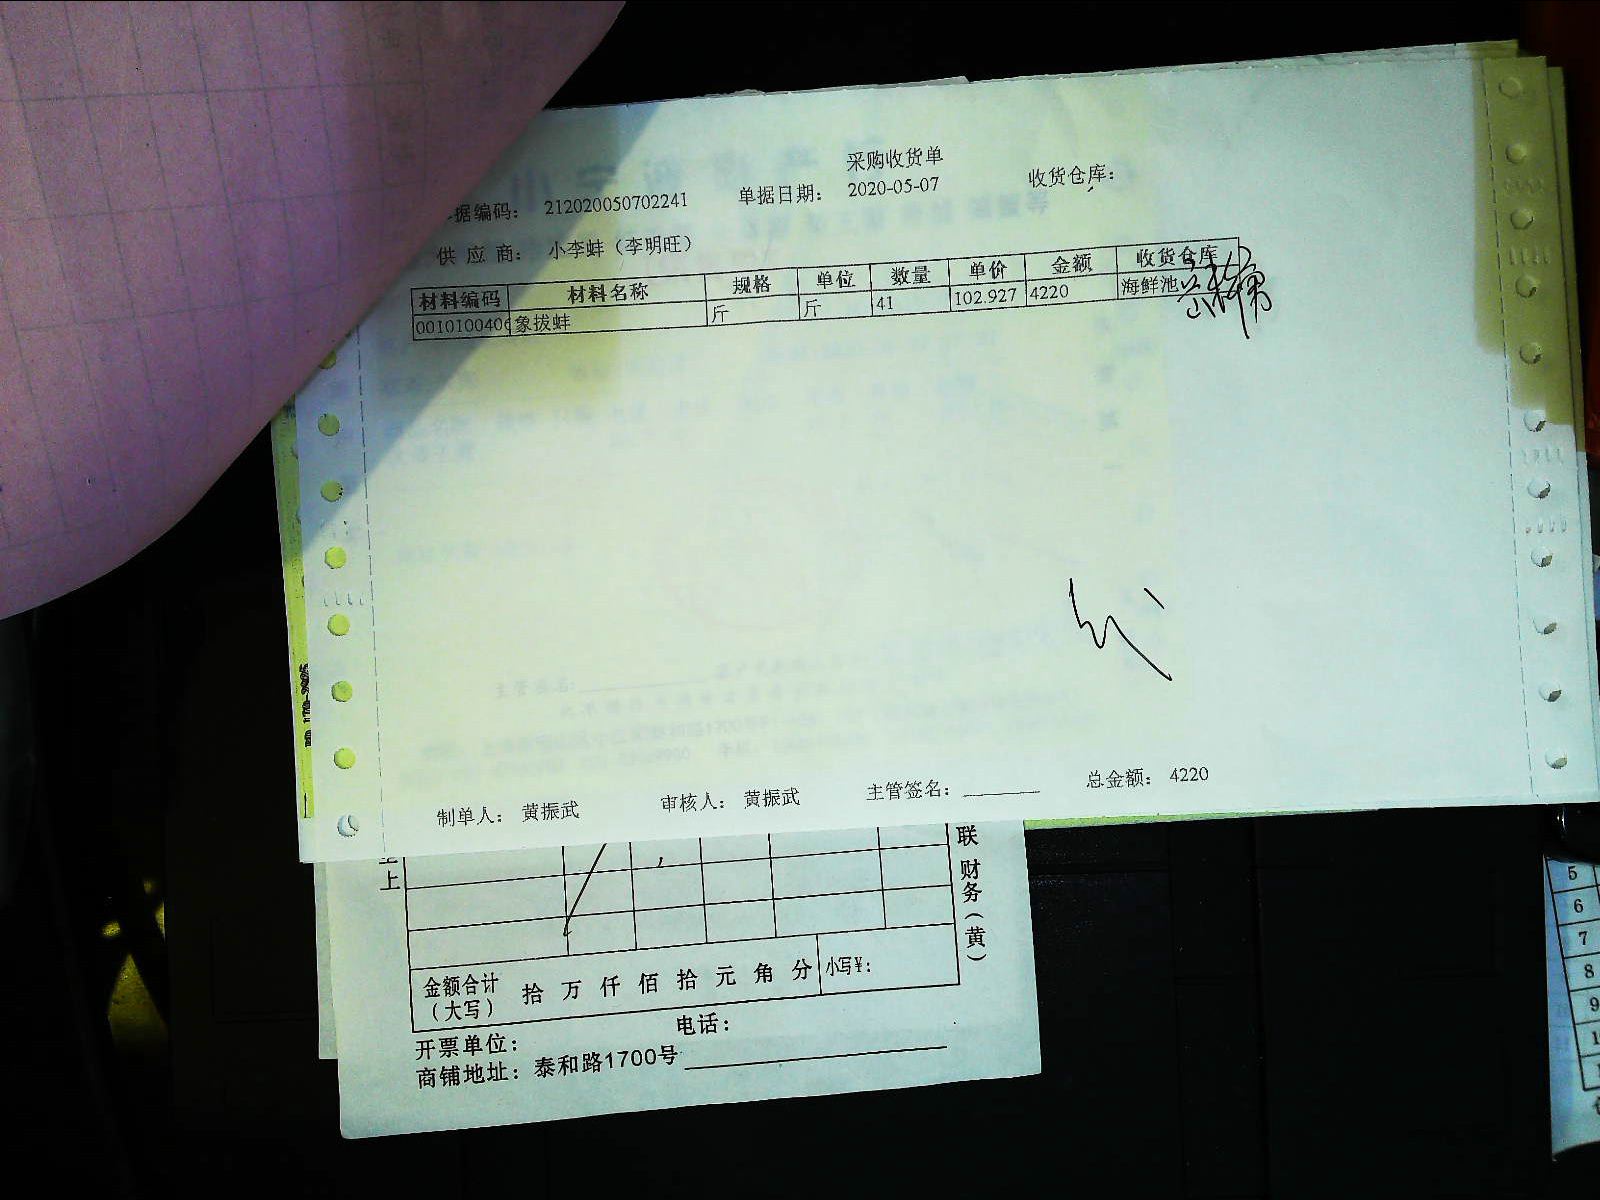 采购收货单
据编码： 212020050702241 单据日期： 2020-05-07 收货仓库：
供 应 商： 小李蚌（李明旺）
材料编码 材料名称 规格 单位 数量 单价 金额 收货仓库
0010100406 象拔蚌 斤 斤 41 102.927 4220 海鲜池
制单人： 黄振武 审核人： 黄振武 主管签名： 总金额： 4220
上
联 财务（黄）
金额合计（大写） 拾 万 仟 佰 拾 元 角 分 小写¥：
开票单位： 电话：
商铺地址：泰和路1700号
5
6
7
8
9